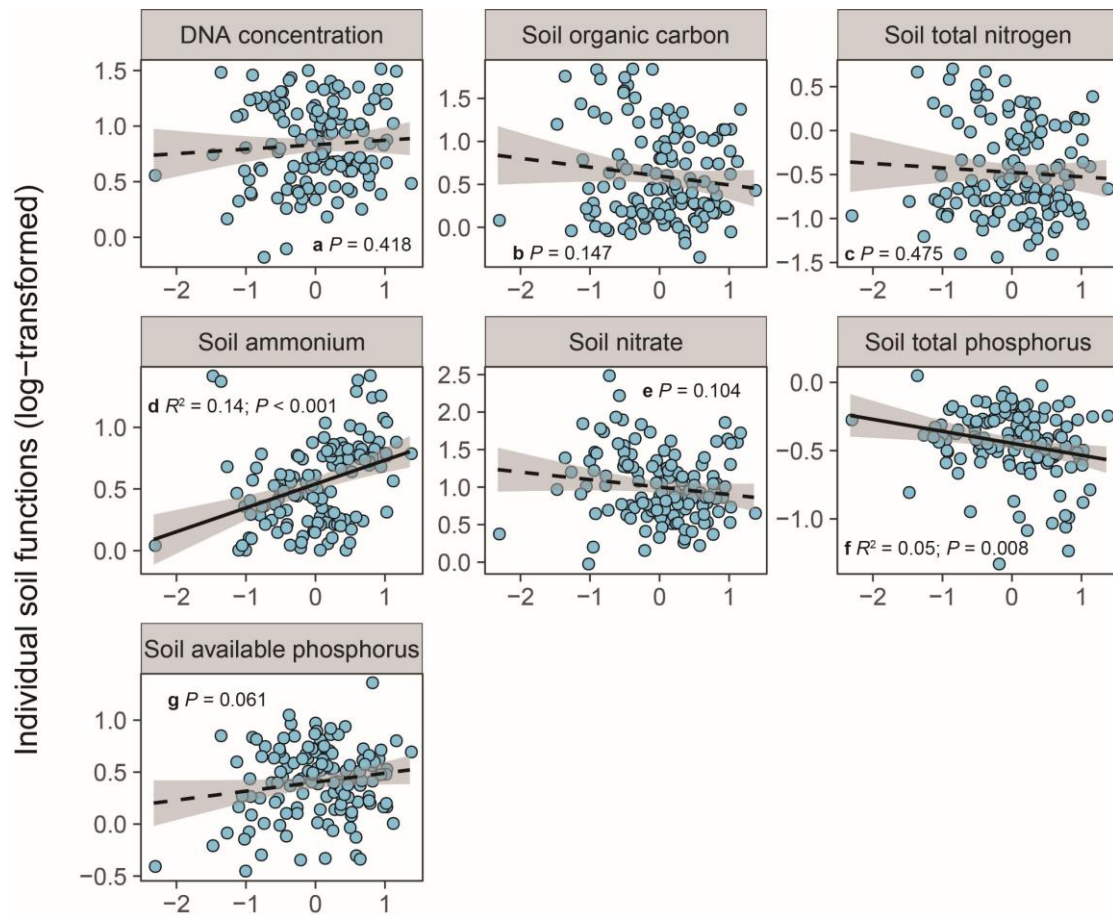 Individual soil functions (log−transformed)
DNA concentration
1.5
1.0
0.5
0.0
a P = 0.418
−2 −1 0 1
Soil organic carbon
1.5
1.0
0.5
0.0
b P = 0.147
−2 −1 0 1
Soil total nitrogen
0.5
−0.0
−0.5
−1.0
−1.5
c P = 0.475
−2 −1 0 1
Soil ammonium
d R² = 0.14; P < 0.001
1.0
0.5
0.0
−2 −1 0 1
Soil nitrate
2.5
e P = 0.104
2.0
1.5
1.0
0.5
0.0
−2 −1 0 1
Soil total phosphorus
0.0
−0.5
−1.0
f R² = 0.05; P = 0.008
−2 −1 0 1
Soil available phosphorus
g P = 0.061
1.0
0.5
0.0
−0.5
−2 −1 0 1